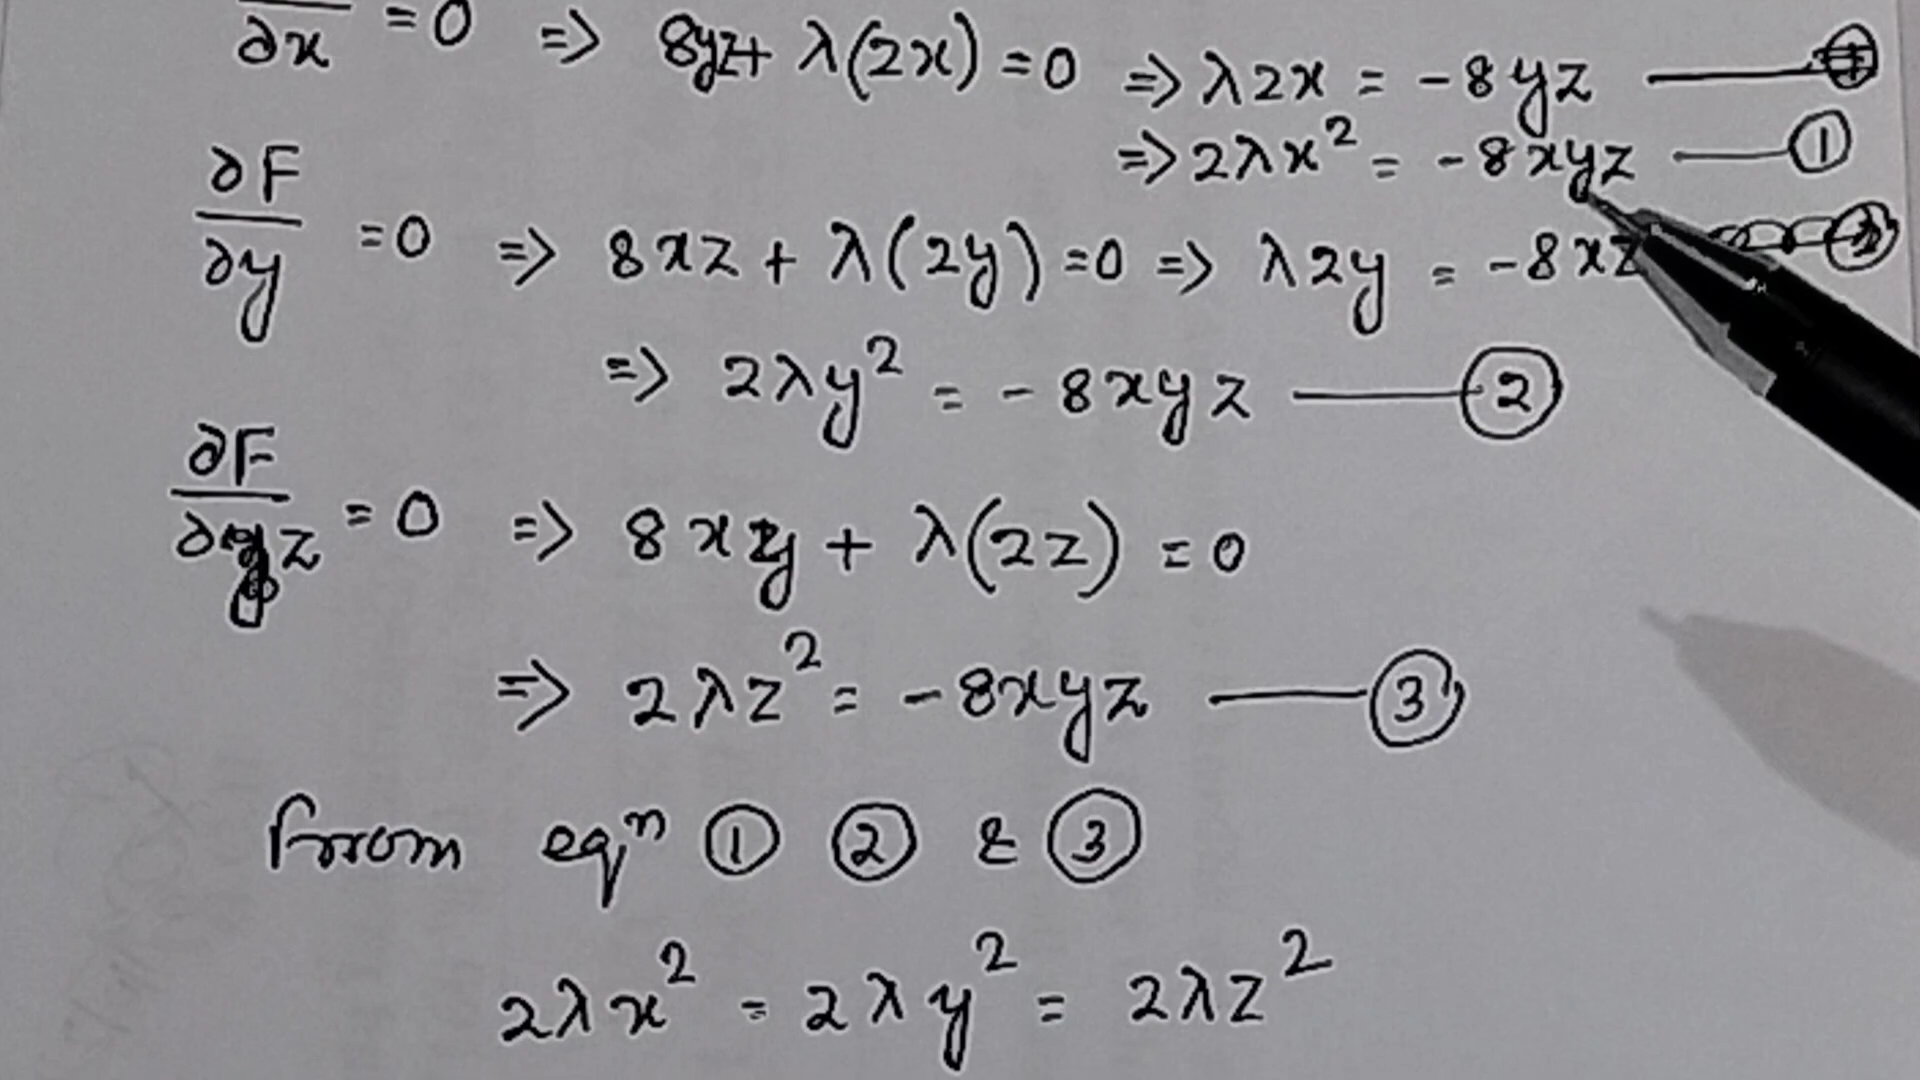 ∂x = 0 ⇒ 8yz + λ(2x) = 0 ⇒ λ2x = -8yz
⇒ 2λx² = -8xyz — ①
∂F/∂y = 0 ⇒ 8xz + λ(2y) = 0 ⇒ λ2y = -8xz
⇒ 2λy² = -8xyz — ②
∂F/∂z = 0 ⇒ 8xy + λ(2z) = 0
⇒ 2λz² = -8xyz — ③
From eqⁿ ① ② & ③
2λx² = 2λy² = 2λz²